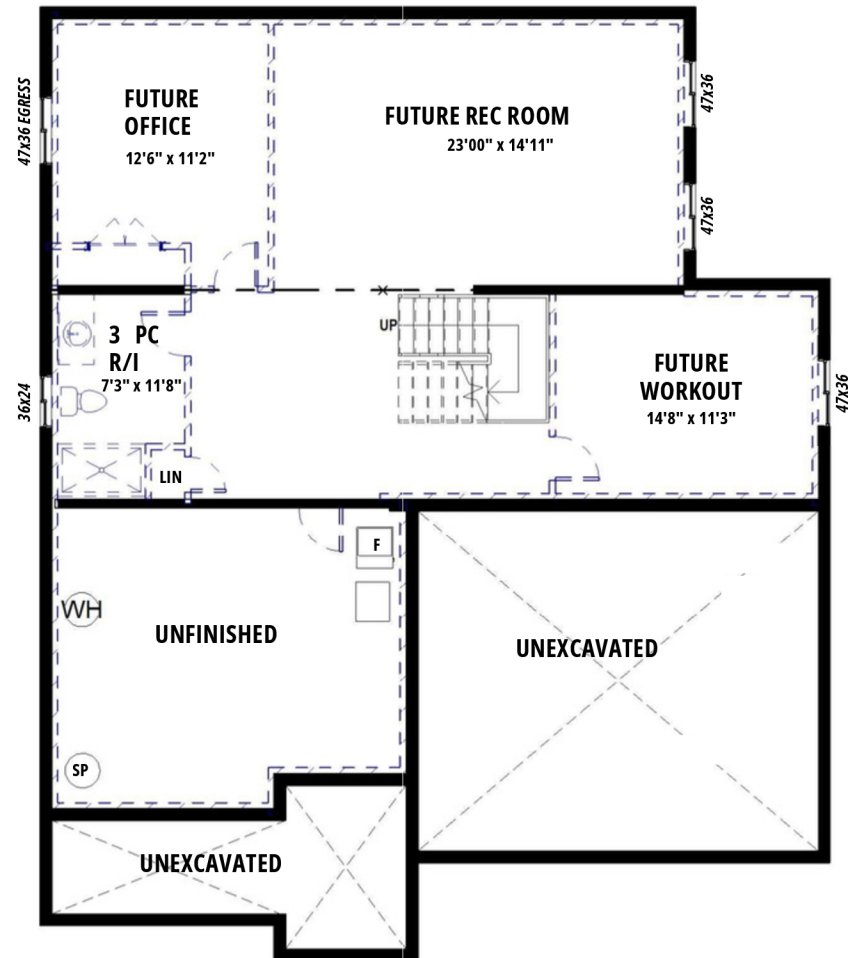 47x36 EGRESS
FUTURE
OFFICE
12'6" x 11'2"
FUTURE REC ROOM
23'00" x 14'11"
47x36
47x36
UP
3 PC
R/I
7'3" x 11'8"
36x24
LIN
FUTURE
WORKOUT
14'8" x 11'3"
47x36
F
WH
UNFINISHED
UNEXCAVATED
SP
UNEXCAVATED